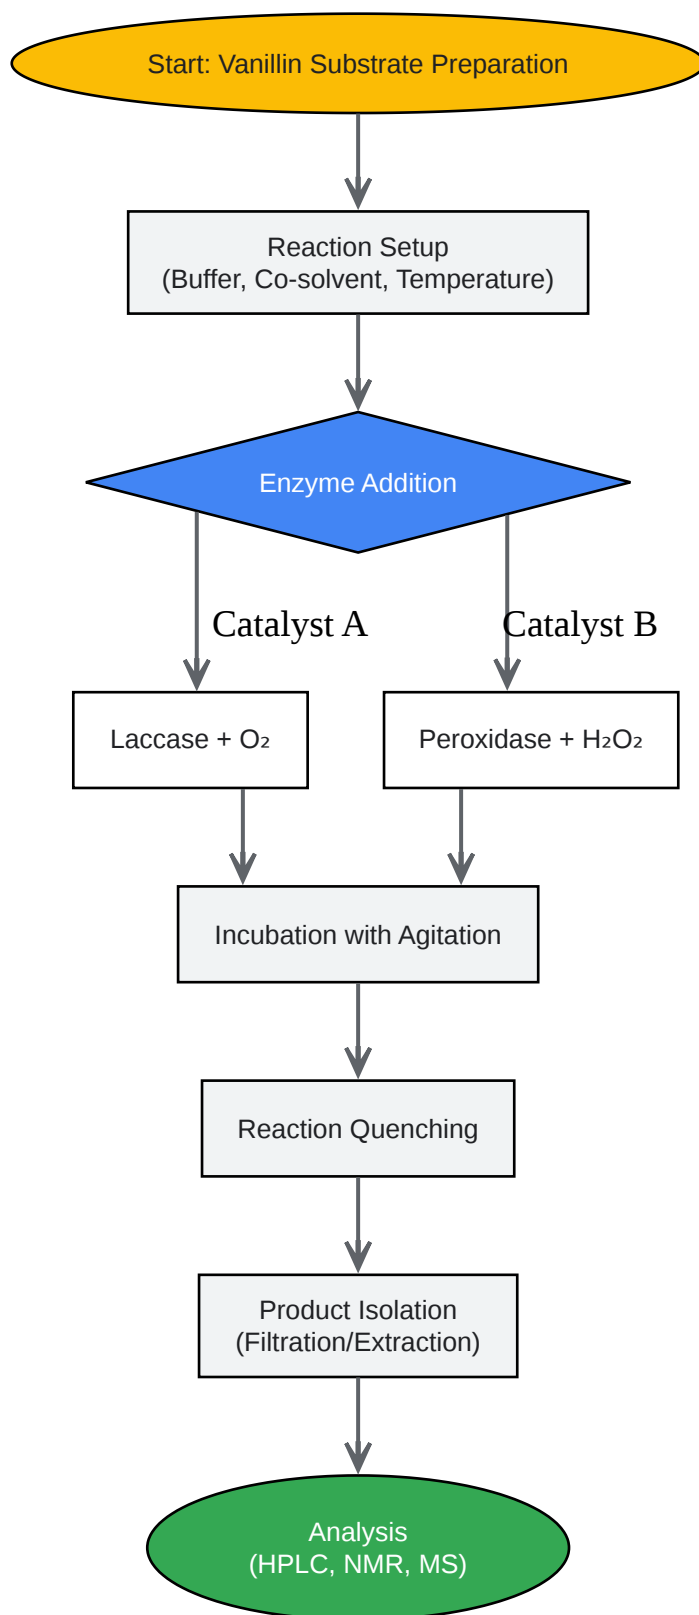 Start: Vanillin Substrate Preparation
Reaction Setup
(Buffer, Co-solvent, Temperature)
Enzyme Addition
Catalyst A
Catalyst B
Laccase + O₂
Peroxidase + H₂O₂
Incubation with Agitation
Reaction Quenching
Product Isolation
(Filtration/Extraction)
Analysis
(HPLC, NMR, MS)